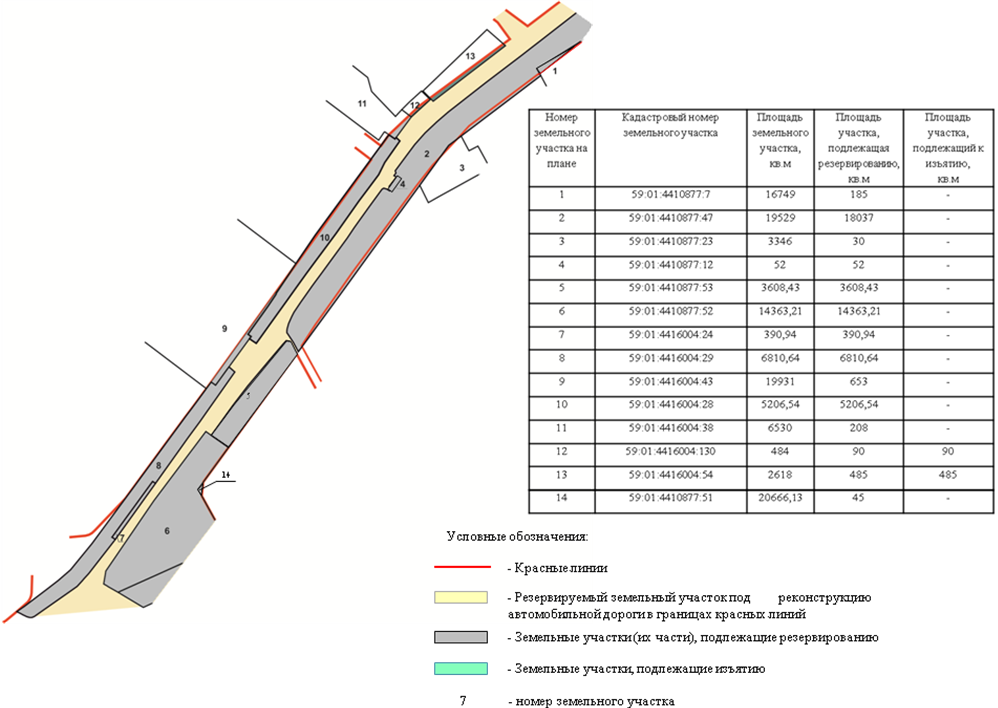 13
1
12
11
2
3
4
10
9
5
8
14
6
7
Номер земельного участка на плане
Кадастровый номер земельного участка
Площадь земельного участка, кв.м
Площадь участка, подлежащая резервированию, кв.м
Площадь участка, подлежащий к изъятию, кв.м
1 59:01:4410877:7 16749 185 -
2 59:01:4410877:47 19529 18037 -
3 59:01:4410877:23 3346 30 -
4 59:01:4410877:12 52 52 -
5 59:01:4410877:53 3608,43 3608,43 -
6 59:01:4410877:52 14363,21 14363,21 -
7 59:01:4416004:24 390,94 390,94 -
8 59:01:4416004:29 6810,64 6810,64 -
9 59:01:4416004:43 19931 653 -
10 59:01:4416004:28 5206,54 5206,54 -
11 59:01:4416004:38 6530 208 -
12 59:01:4416004:130 484 90 90
13 59:01:4416004:54 2618 485 485
14 59:01:4410877:51 20666,13 45 -
Условные обозначения:
- Красные линии
- Резервируемый земельный участок под реконструкцию
автомобильной дороги в границах красных линий
- Земельные участки (их части), подлежащие резервированию
- Земельные участки, подлежащие изъятию
7 - номер земельного участка